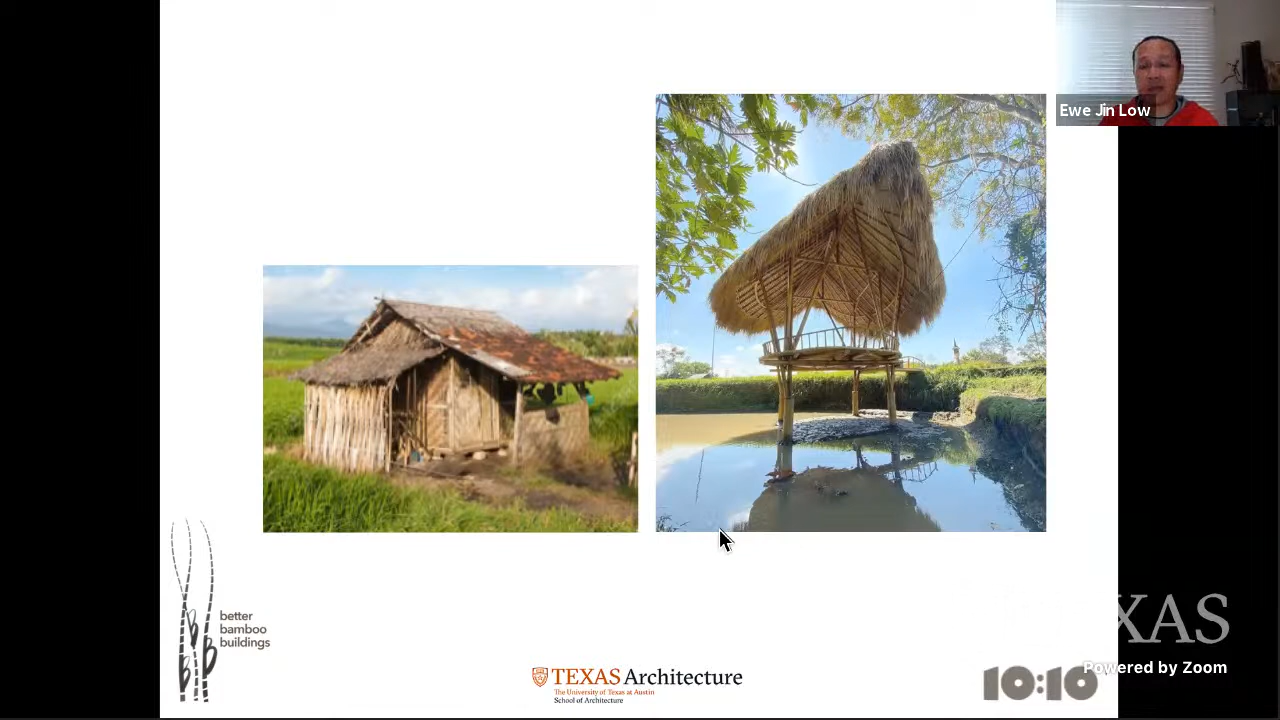 Ewe Jin Low
better
bamboo
buildings
TEXAS Architecture
The University of Texas at Austin
School of Architecture
10:10
XAS
Powered by Zoom